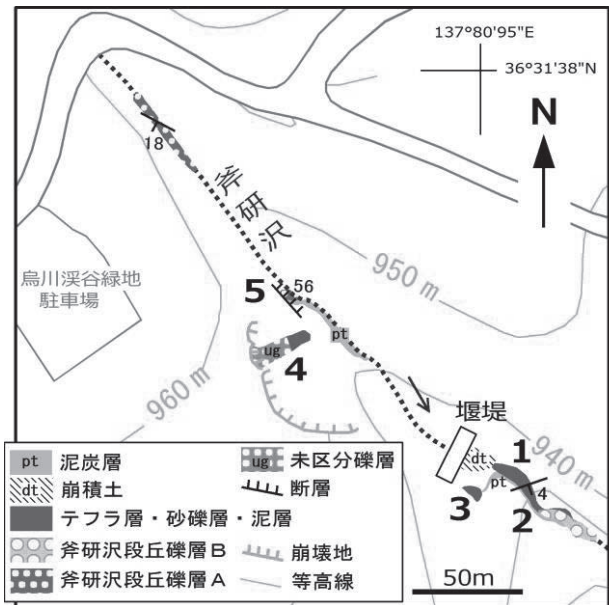 137°80'95"E
36°31'38"N
N
18
斧研沢
烏川渓谷緑地
駐車場
950 m
5
56
pt
ug
4
960 m
堰堤
940 m
dt
1
pt
4
3
2
pt 泥炭層
dt 崩積土
テフラ層・砂礫層・泥層
斧研沢段丘礫層B
斧研沢段丘礫層A
ug 未区分礫層
断層
崩壊地
等高線
50m